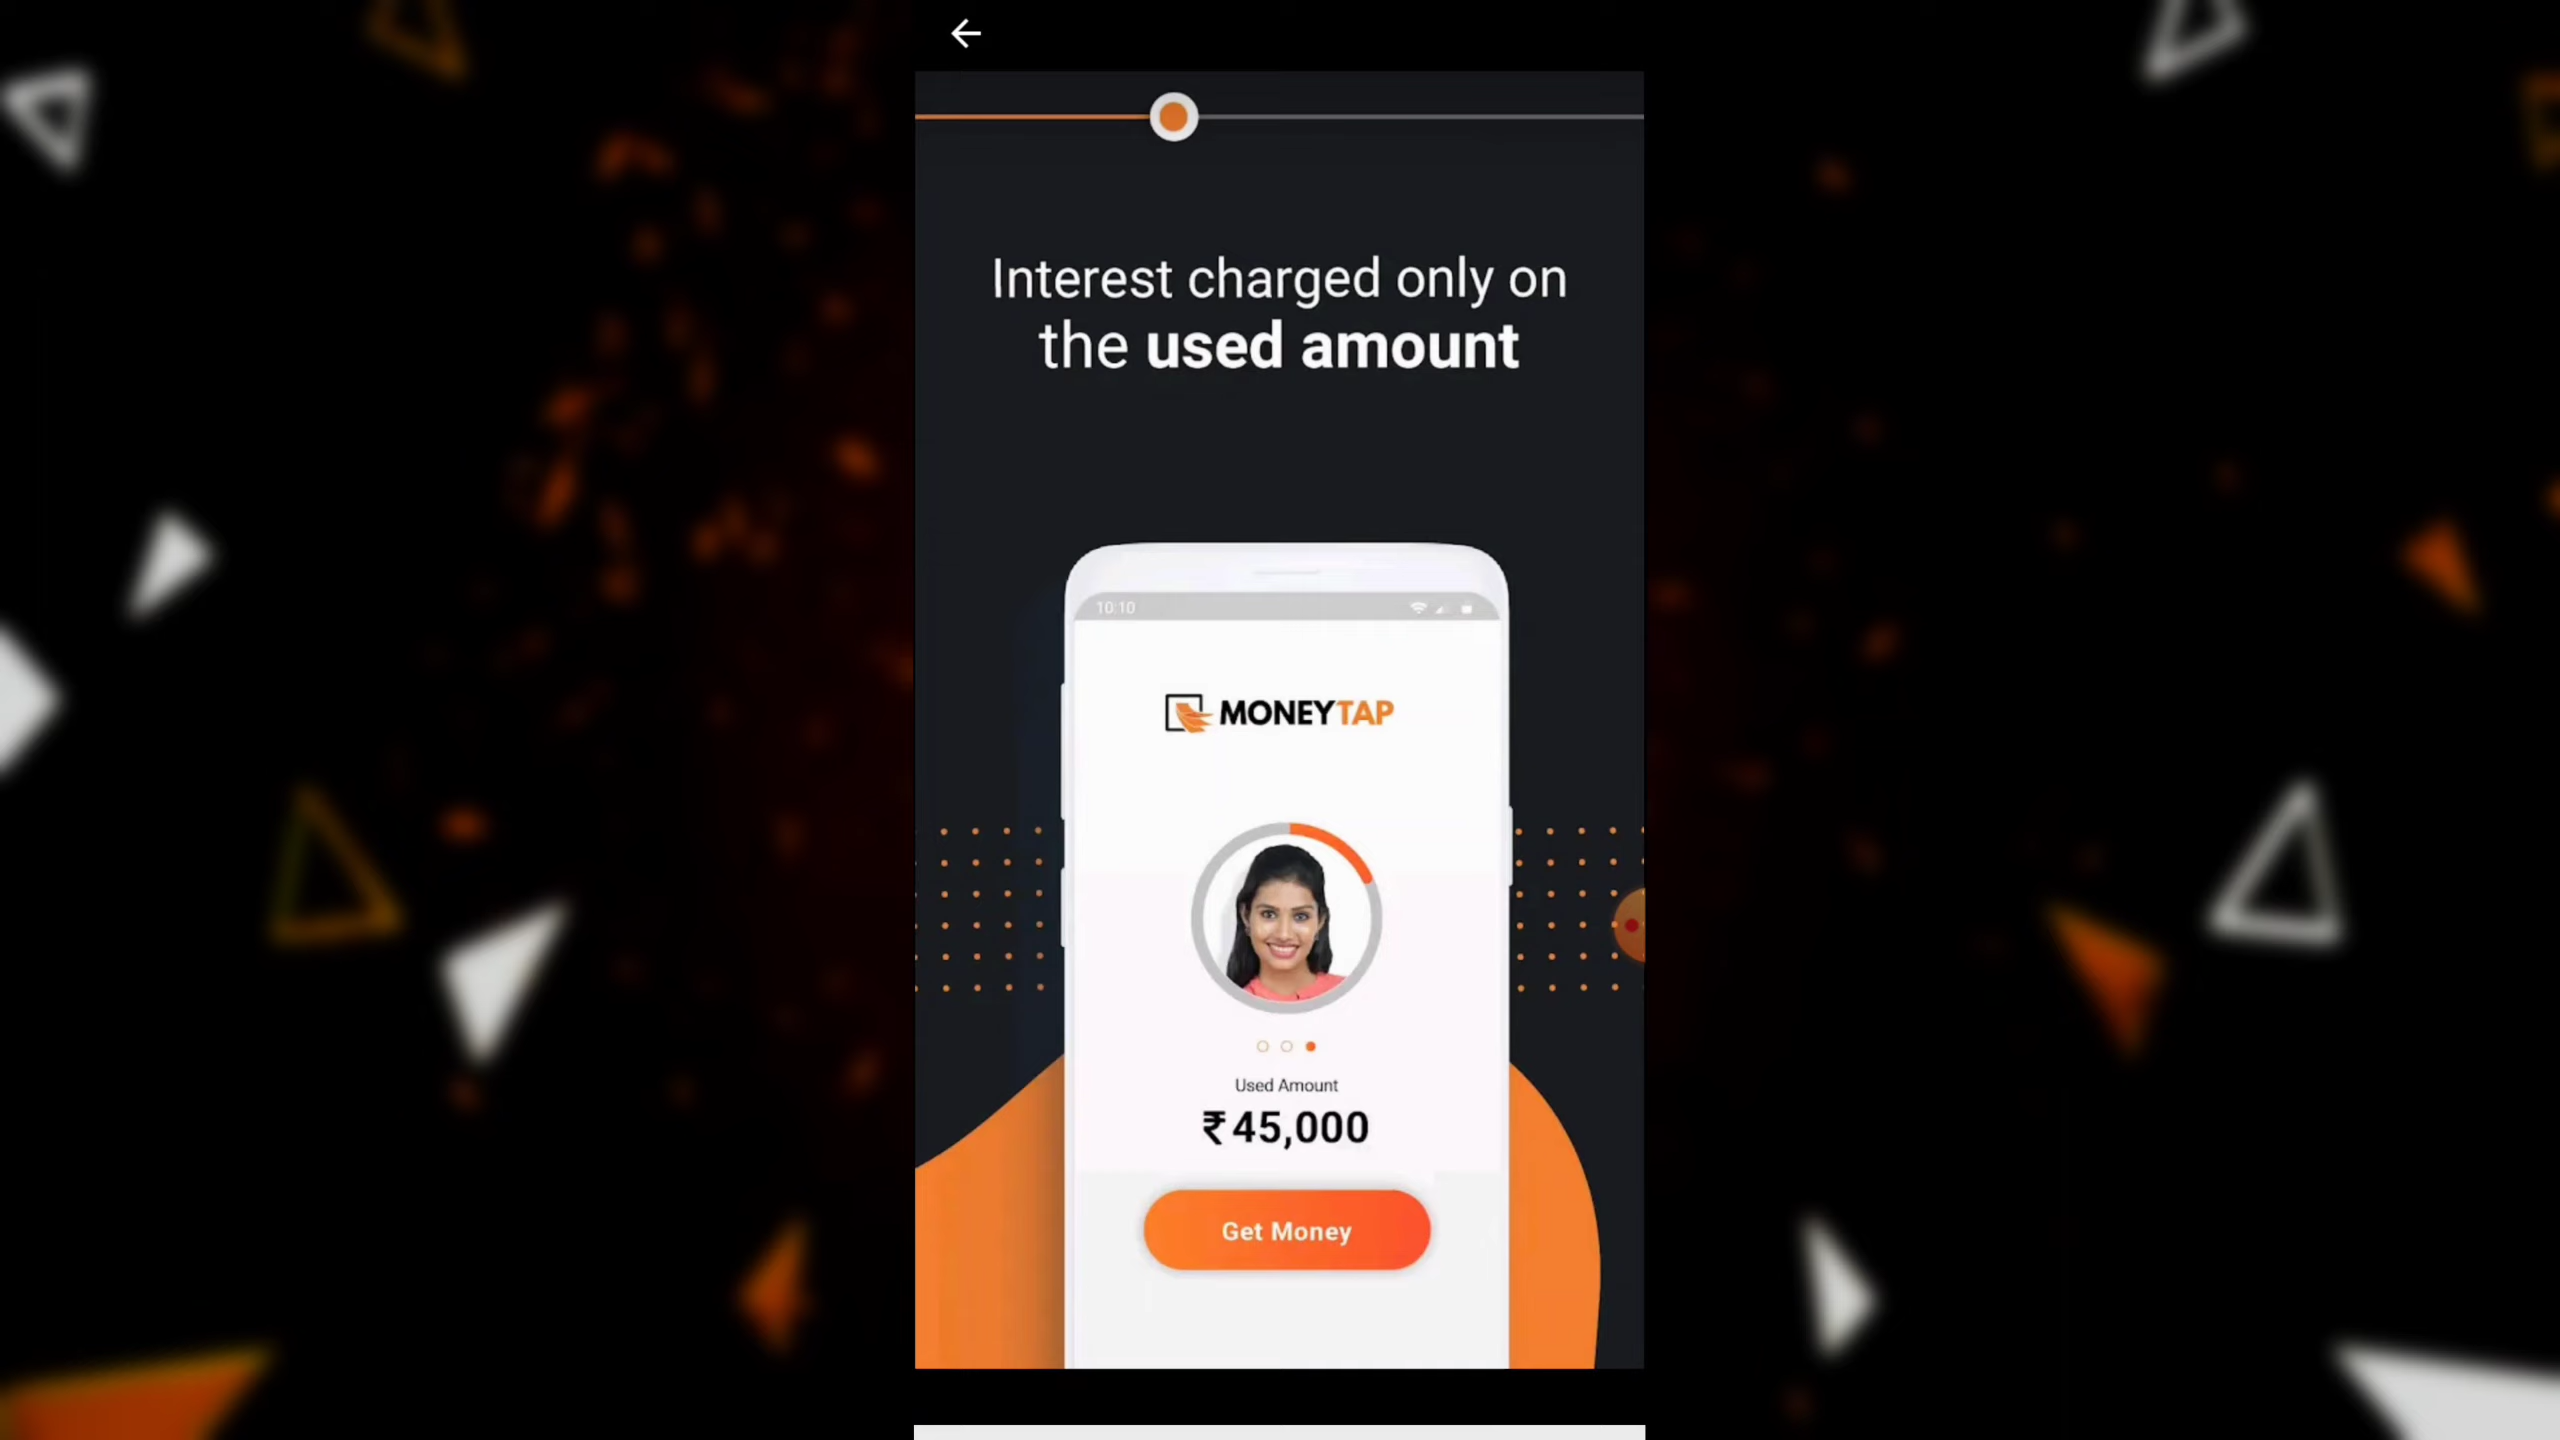 Interest charged only on
the used amount
10:10
MONEYTAP
Used Amount
₹45,000
Get Money